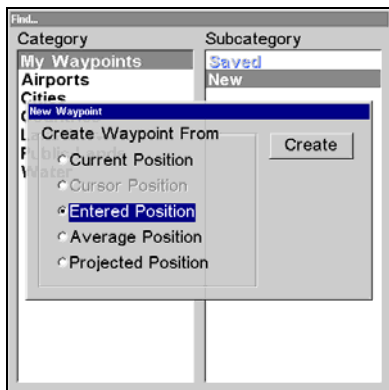 Find...
Category
Subcategory
My Waypoints
Saved
Airports
New
Cities
New Waypoint
Create Waypoint From
Create
Current Position
Cursor Position
Entered Position
Average Position
Projected Position
Water